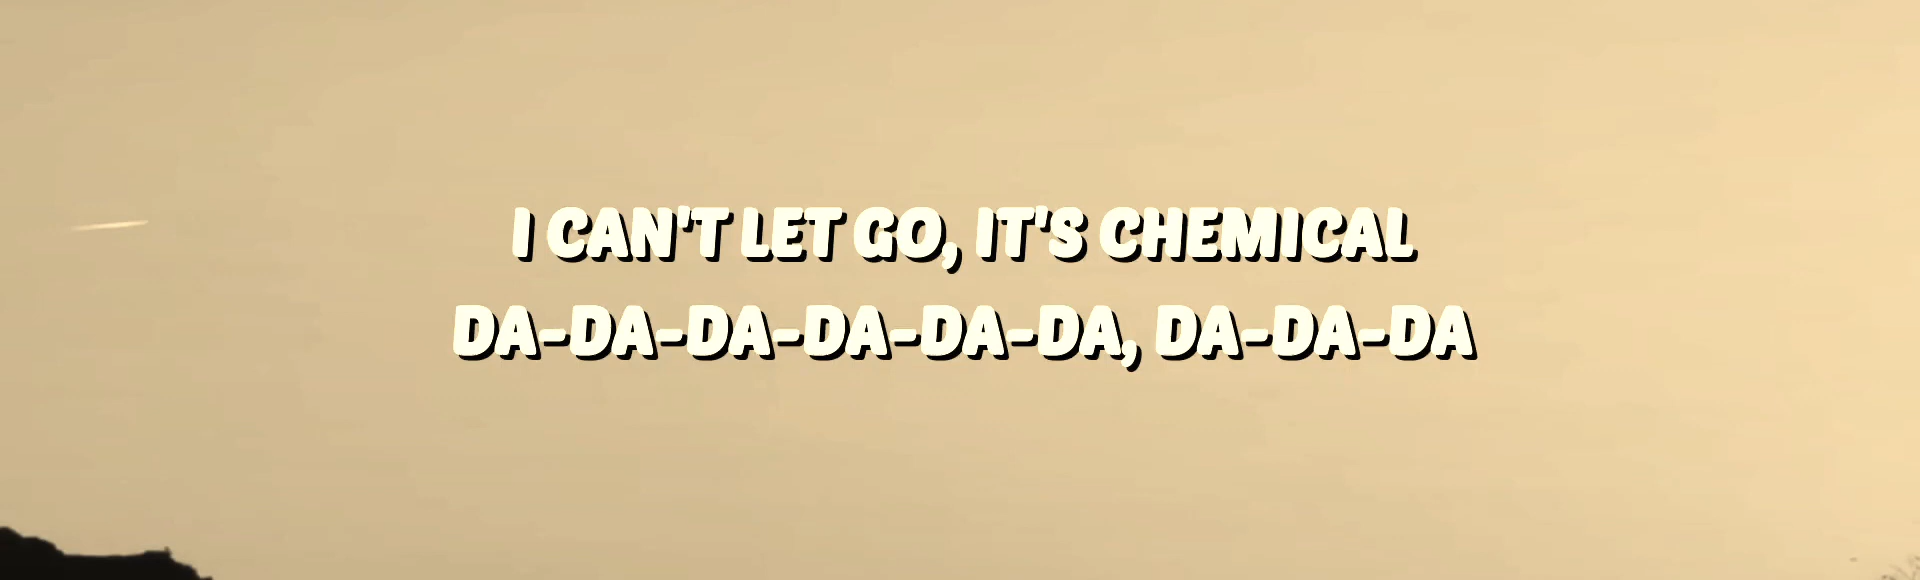 I CAN'T LET GO, IT'S CHEMICAL
DA-DA-DA-DA-DA-DA, DA-DA-DA